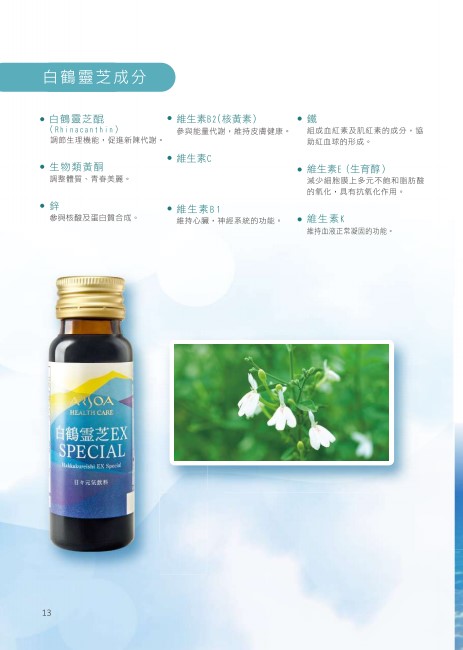 白鶴靈芝成分
白鶴靈芝醌
(Rhinacanthin)
調節生理機能，促進新陳代謝。
生物類黃酮
調整體質、青春美麗。
鋅
參與核酸及蛋白質合成。
維生素B2(核黃素)
參與能量代謝，維持皮膚健康。
維生素C
維生素B1
維持心臟，神經系統的功能。
鐵
組成血紅素及肌紅素的成分，協
助紅血球的形成。
維生素E (生育醇)
減少細胞膜上多元不飽和脂肪酸
的氧化，具有抗氧化作用。
維生素K
維持血液正常凝固的功能。
ARSOA
HEALTH CARE
白鶴霊芝EX
SPECIAL
Hakkakureishi EX Special
日々元気飲料
13